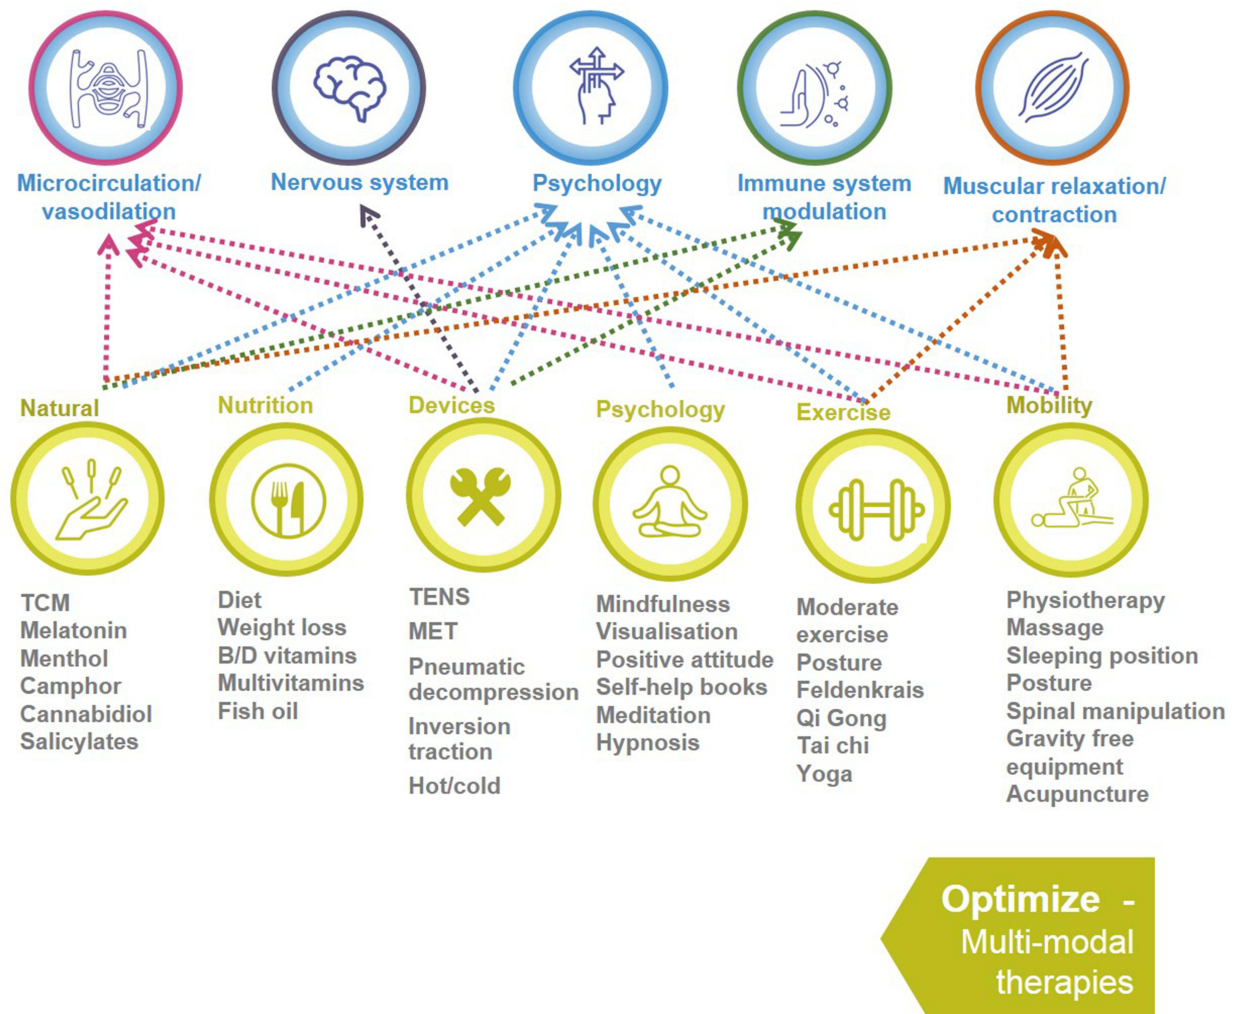 Microcirculation/
vasodilation
Nervous system
Psychology
Immune system
modulation
Muscular relaxation/
contraction
Natural
Nutrition
Devices
Psychology
Exercise
Mobility
TCM
Melatonin
Menthol
Camphor
Cannabidiol
Salicylates
Diet
Weight loss
B/D vitamins
Multivitamins
Fish oil
TENS
MET
Pneumatic
decompression
Inversion
traction
Hot/cold
Mindfulness
Visualisation
Positive attitude
Self-help books
Meditation
Hypnosis
Moderate
exercise
Posture
Feldenkrais
Qi Gong
Tai chi
Yoga
Physiotherapy
Massage
Sleeping position
Posture
Spinal manipulation
Gravity free
equipment
Acupuncture
Optimize -
Multi-modal
therapies